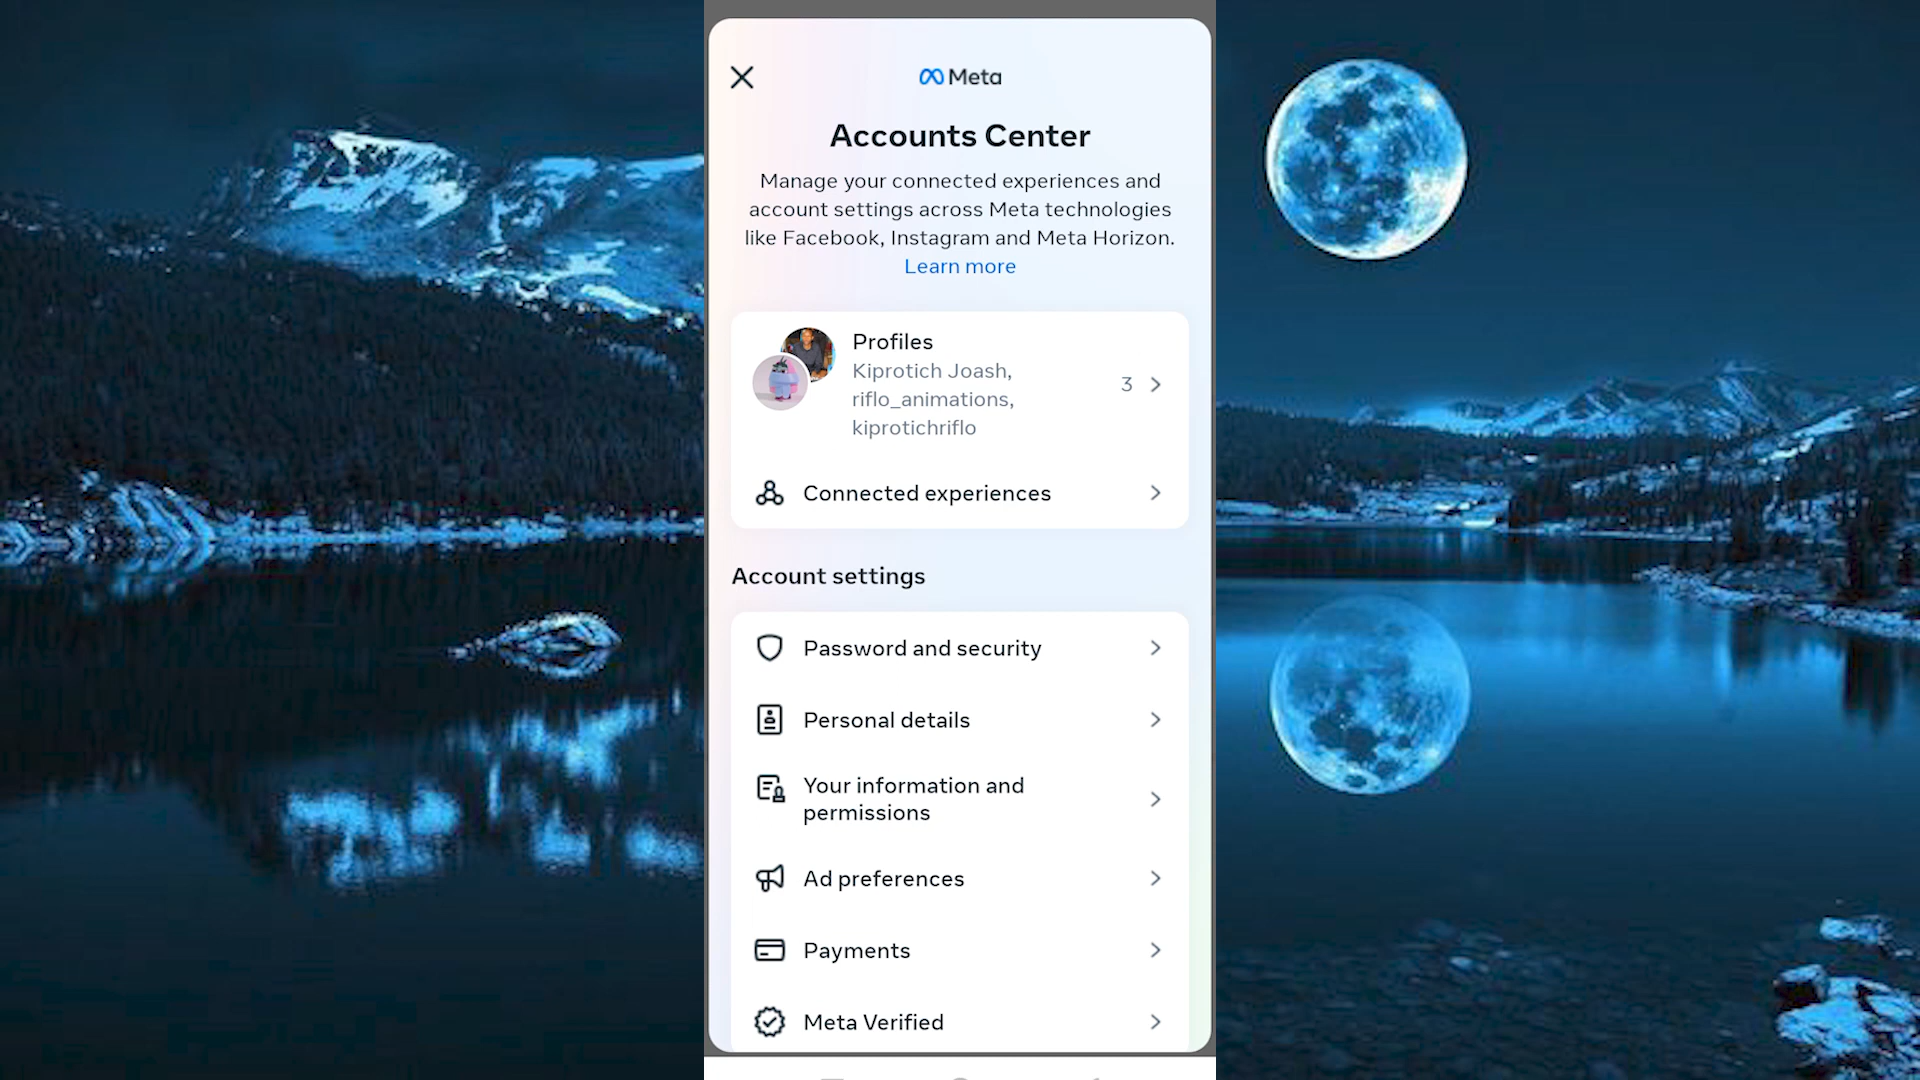 Meta
Accounts Center
Manage your connected experiences and
account settings across Meta technologies
like Facebook, Instagram and Meta Horizon.
Learn more
Profiles
Kiprotich Joash,
riflo_animations,
kiprotichriflo
3
Connected experiences
Account settings
Password and security
Personal details
Your information and
permissions
Ad preferences
Payments
Meta Verified